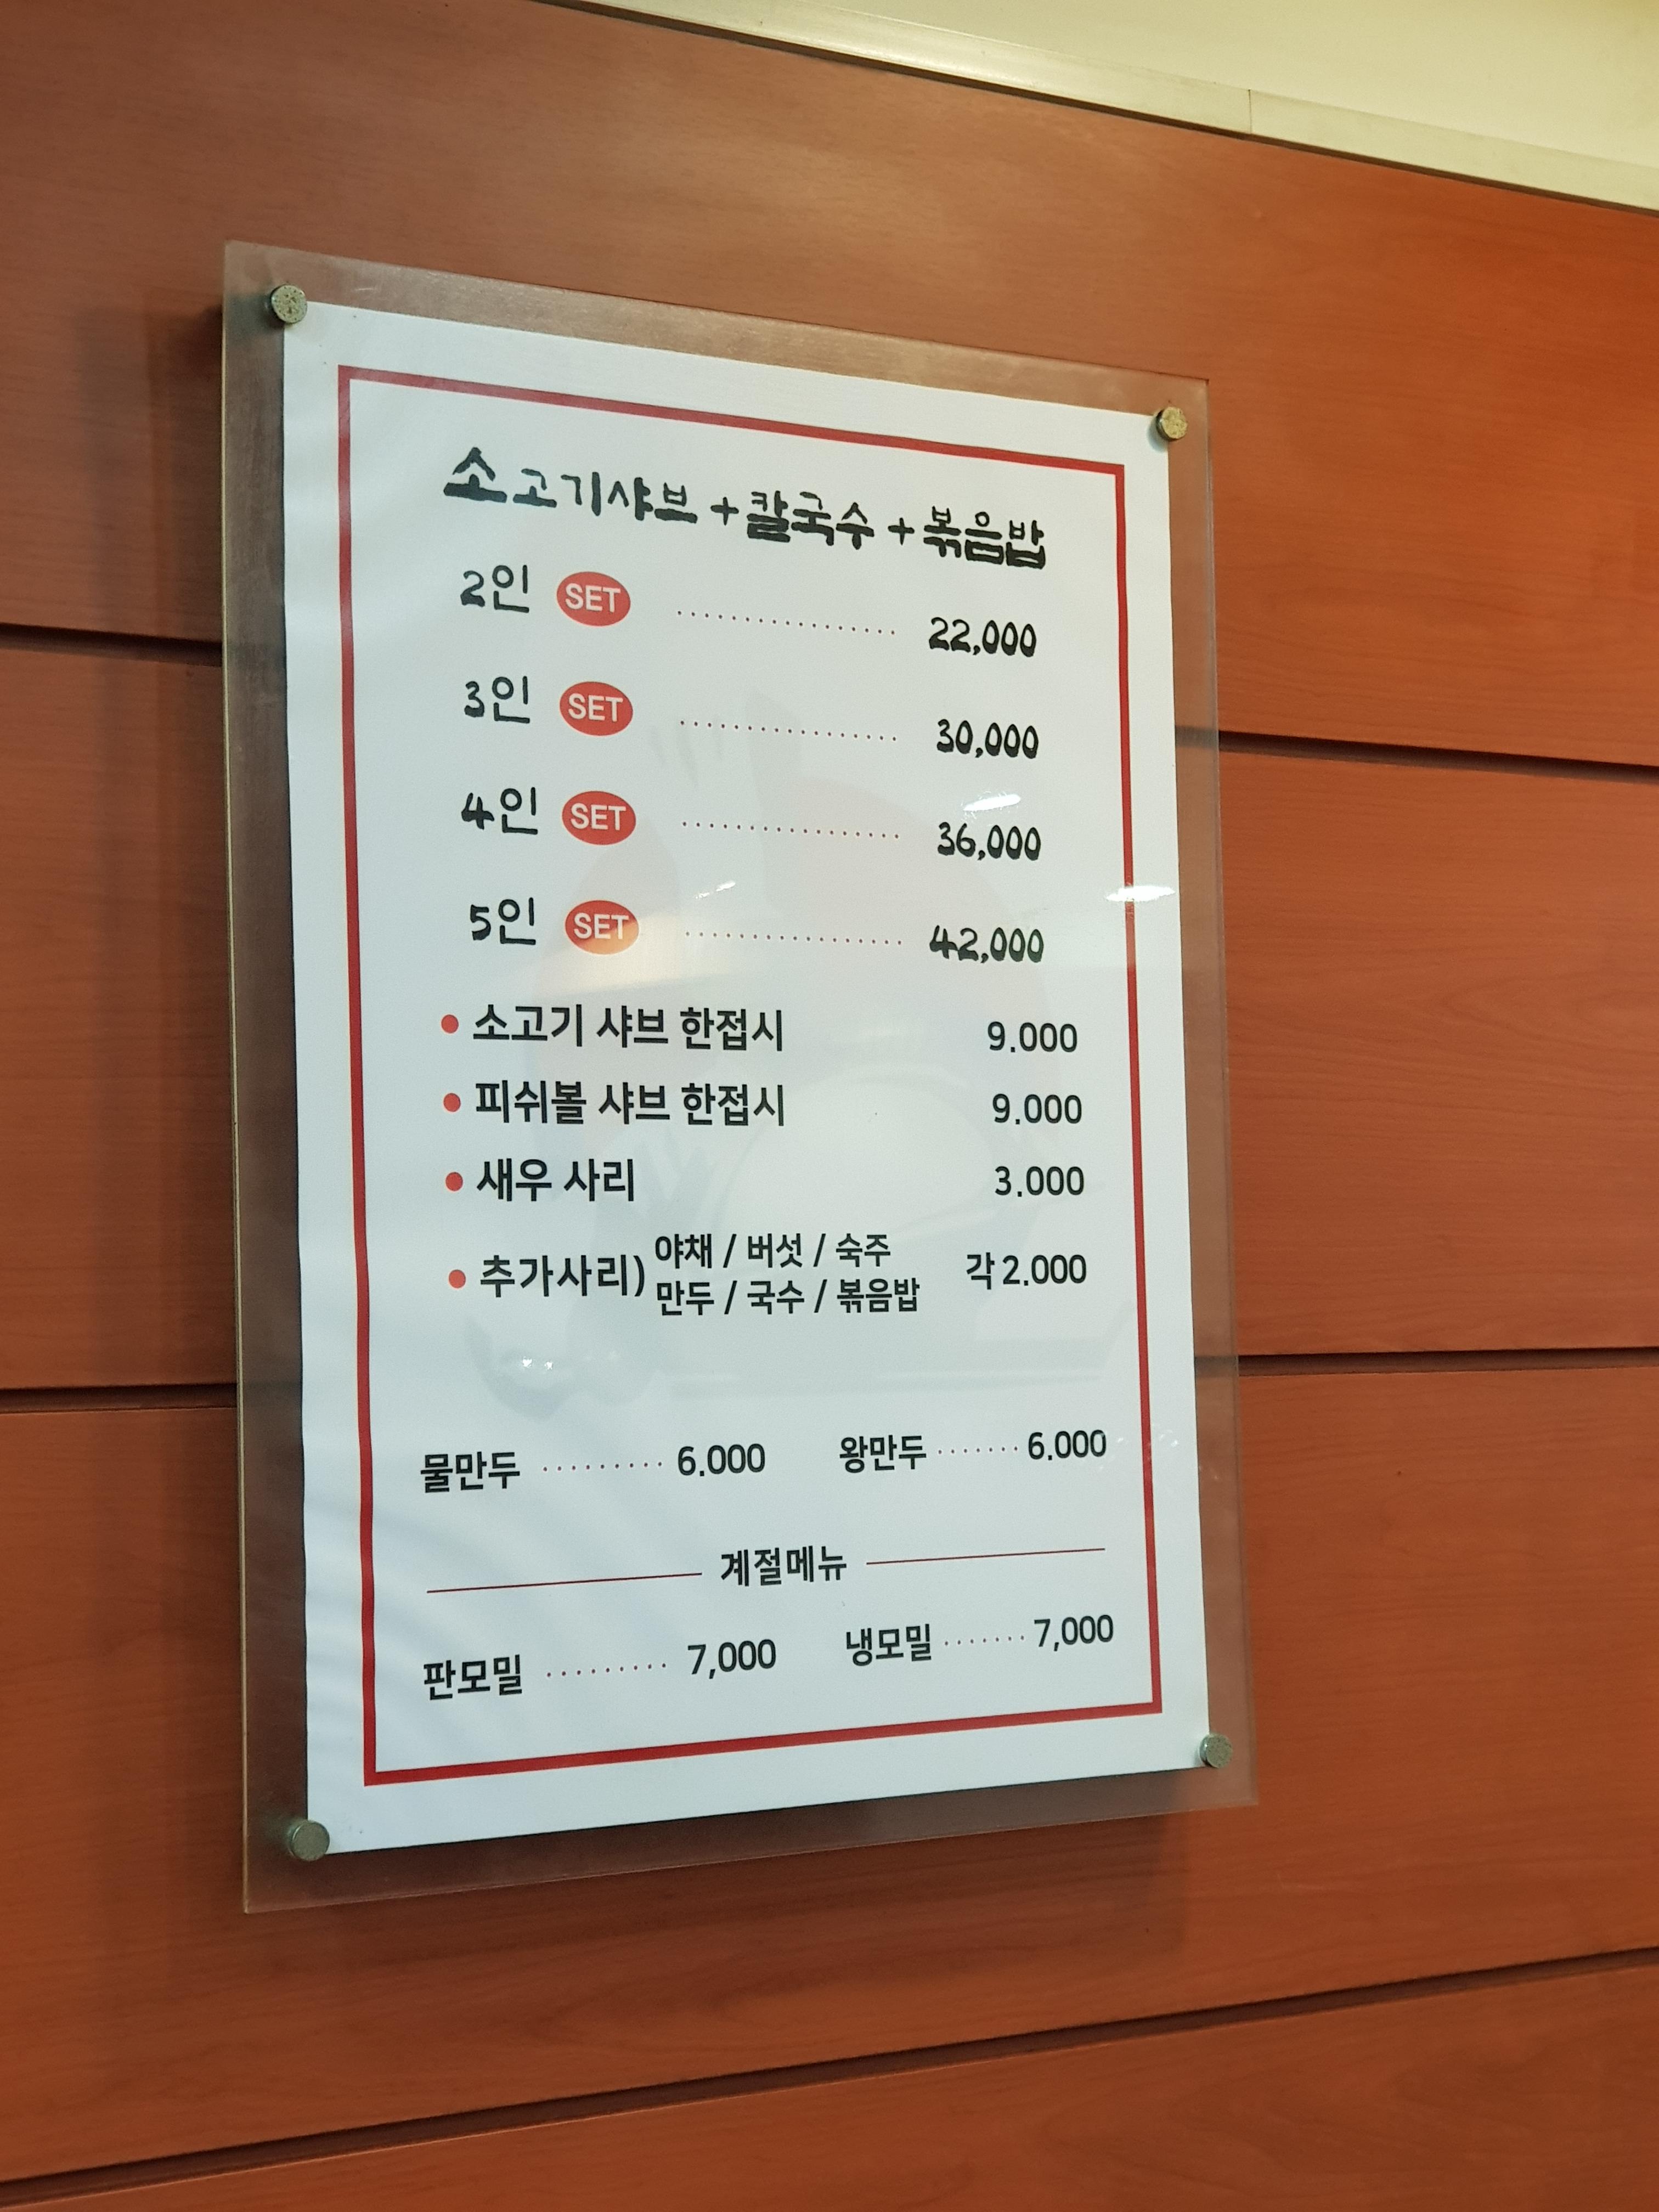 소고기샤브 + 칼국수 + 볶음밥
2인 SET ................ 22,000
3인 SET ................ 30,000
4인 SET ................ 36,000
5인 SET ................ 42,000
• 소고기 샤브 한접시 9.000
• 피쉬볼 샤브 한접시 9.000
• 새우 사리 3.000
• 추가사리) 야채 / 버섯 / 숙주
만두 / 국수 / 볶음밥 각 2.000
물만두 ......... 6.000 왕만두 ....... 6.000
계절메뉴
판모밀 ......... 7,000 냉모밀 ....... 7,000